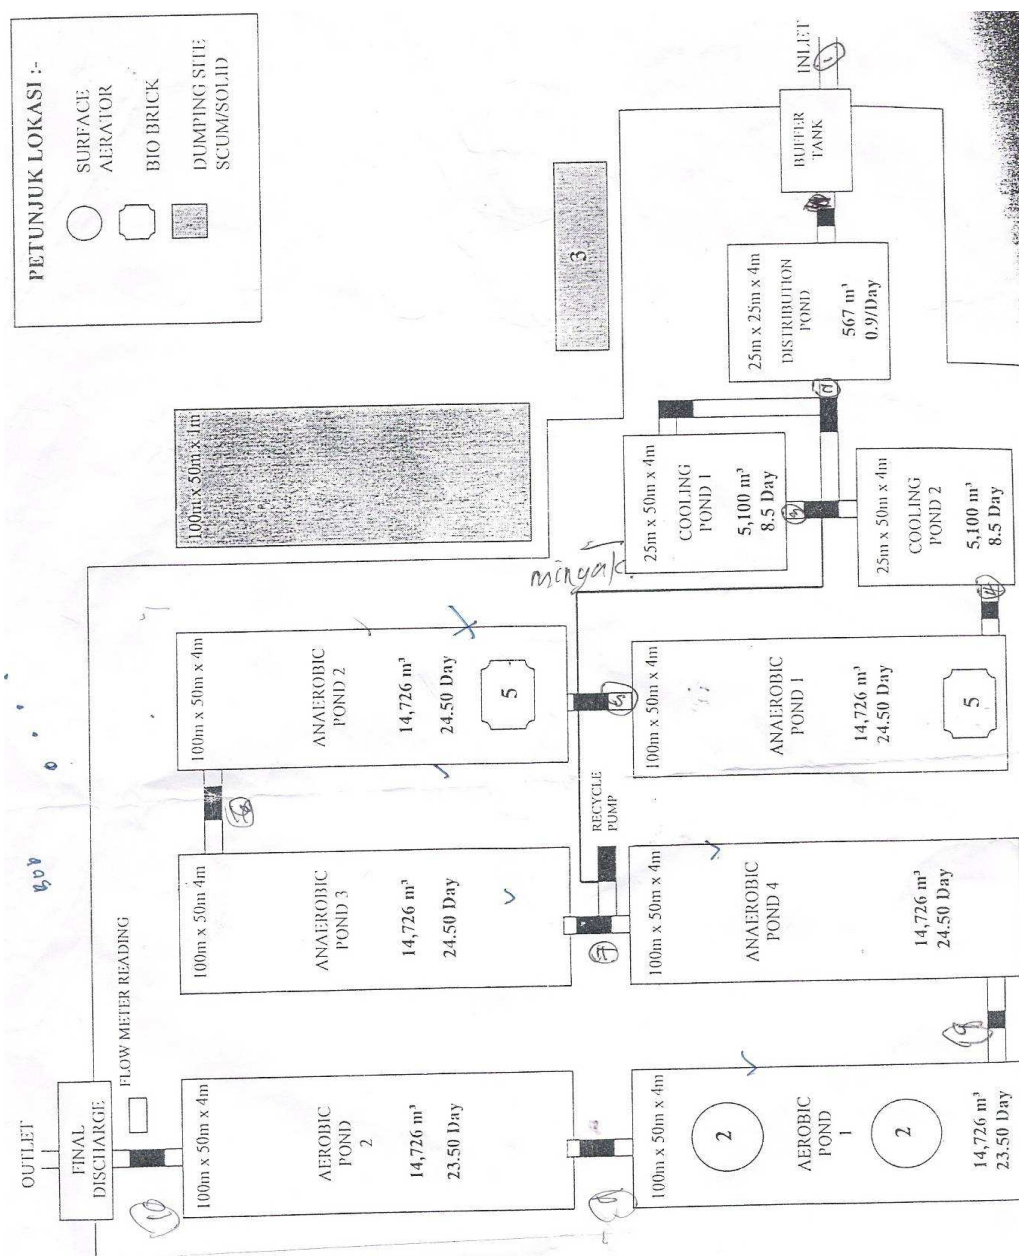 PETUNJUK LOKASI :-
SURFACE
AERATOR
BIO BRICK
DUMPING SITE
SCUM/SOLID
INLET
1
BUFFER
TANK
3
25m x 25m x 4m
DISTRIBUTION
POND
567 m³
0.9/Day
100m x 50m x 1m
25m x 50m x 4m
COOLING
POND 1
5,100 m³
8.5 Day
3
25m x 50m x 4m
COOLING
POND 2
5,100 m³
8.5 Day
4
minyak
100m x 50m x 4m
ANAEROBIC
POND 2
14,726 m³
24.50 Day
5
5
100m x 50m x 4m
ANAEROBIC
POND 1
14,726 m³
24.50 Day
5
RECYCLE
PUMP
100m x 50m 4m
ANAEROBIC
POND 3
14,726 m³
24.50 Day
7
100m x 50m x 4m
ANAEROBIC
POND 4
14,726 m³
24.50 Day
BOD
FLOW METER READING
OUTLET
FINAL
DISCHARGE
10
100m x 50m x 4m
AEROBIC
POND
2
14,726 m³
23.50 Day
100m x 50m x 4m
2
AEROBIC
POND
1
2
14,726 m³
23.50 Day